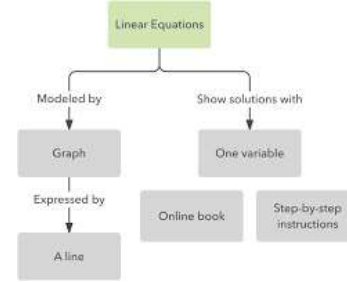 Linear Equations
Modeled by
Show solutions with
Graph
One variable
Expressed by
Online book
Step-by-step
instructions
A line